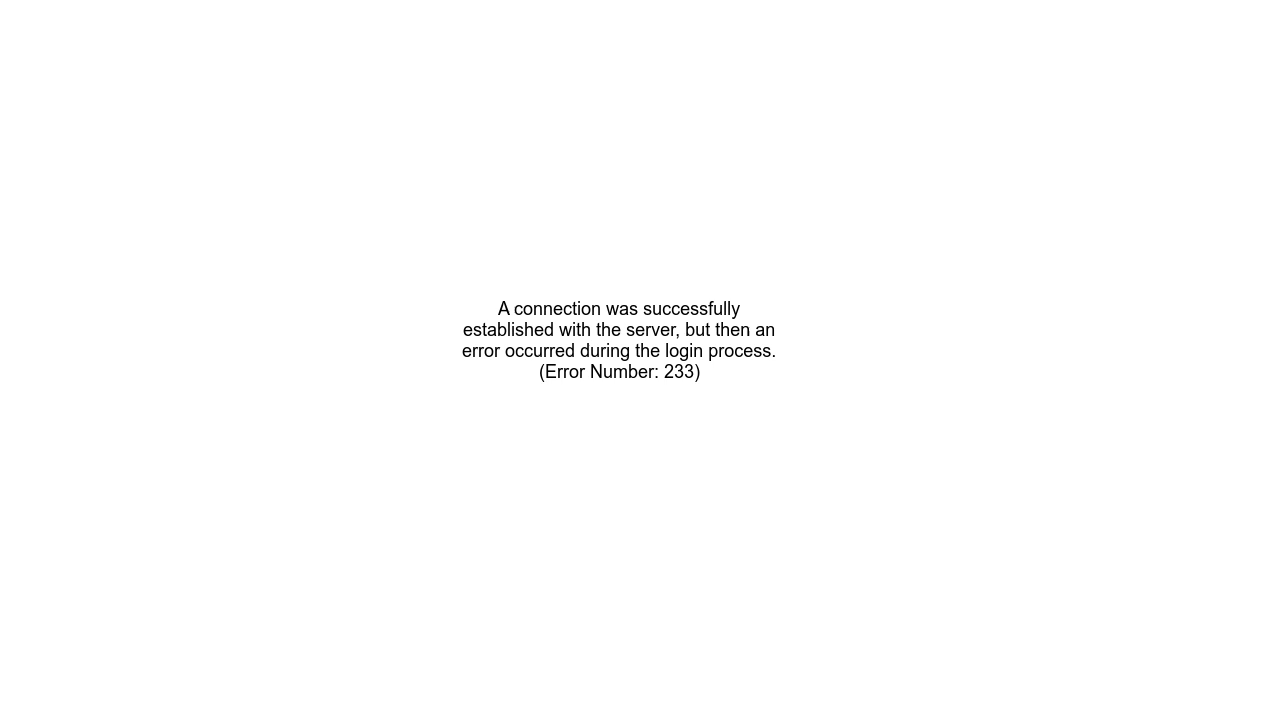 A connection was successfully
established with the server, but then an
error occurred during the login process.
(Error Number: 233)